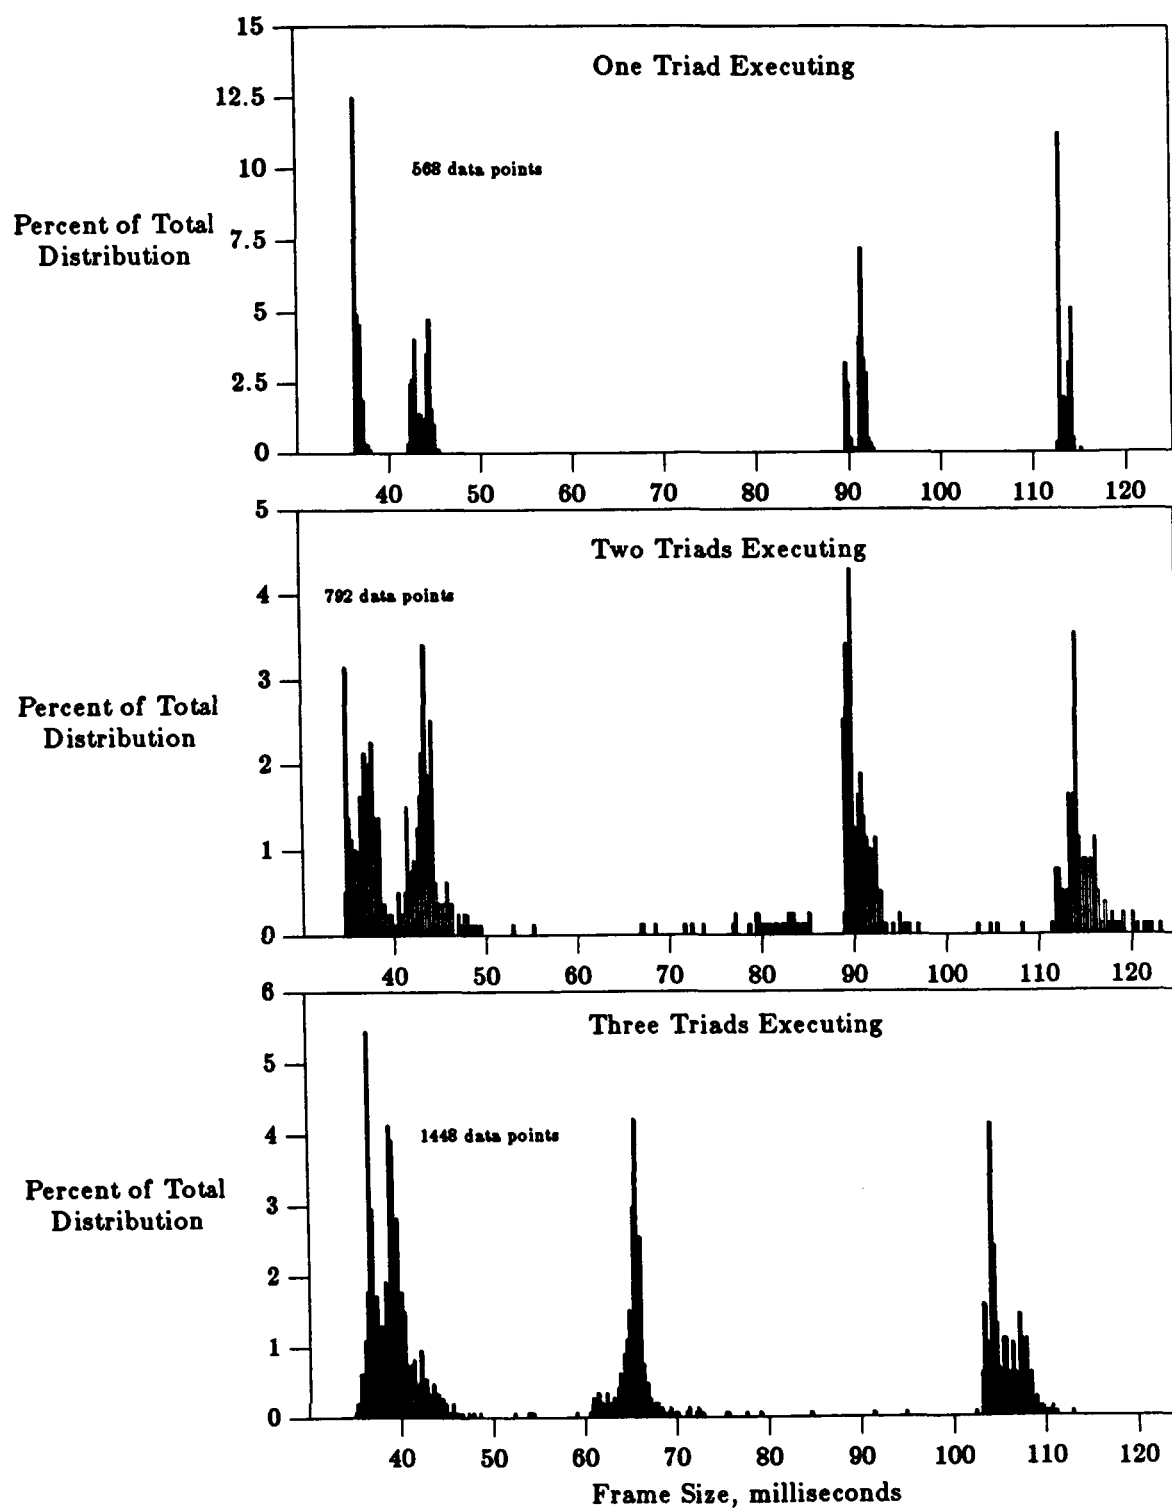 15
One Triad Executing
12.5
568 data points
10
Percent of Total
Distribution
7.5
5
2.5
0
40 50 60 70 80 90 100 110 120
5
Two Triads Executing
792 data points
4
3
Percent of Total
Distribution
2
1
0
40 50 60 70 80 90 100 110 120
6
Three Triads Executing
5
1448 data points
4
3
Percent of Total
Distribution
2
1
0
40 50 60 70 80 90 100 110 120
Frame Size, milliseconds